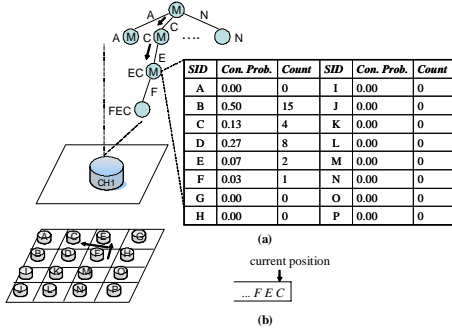 A M N
A M C M C .... N
E
EC M
F
FEC
CH1
SID Con. Prob. Count SID Con. Prob. Count
A 0.00 0 I 0.00 0
B 0.50 15 J 0.00 0
C 0.13 4 K 0.00 0
D 0.27 8 L 0.00 0
E 0.07 2 M 0.00 0
F 0.03 1 N 0.00 0
G 0.00 0 O 0.00 0
H 0.00 0 P 0.00 0
(a)
A C E G
B D F H
I K M O
J L N P
current position
... F E C
(b)